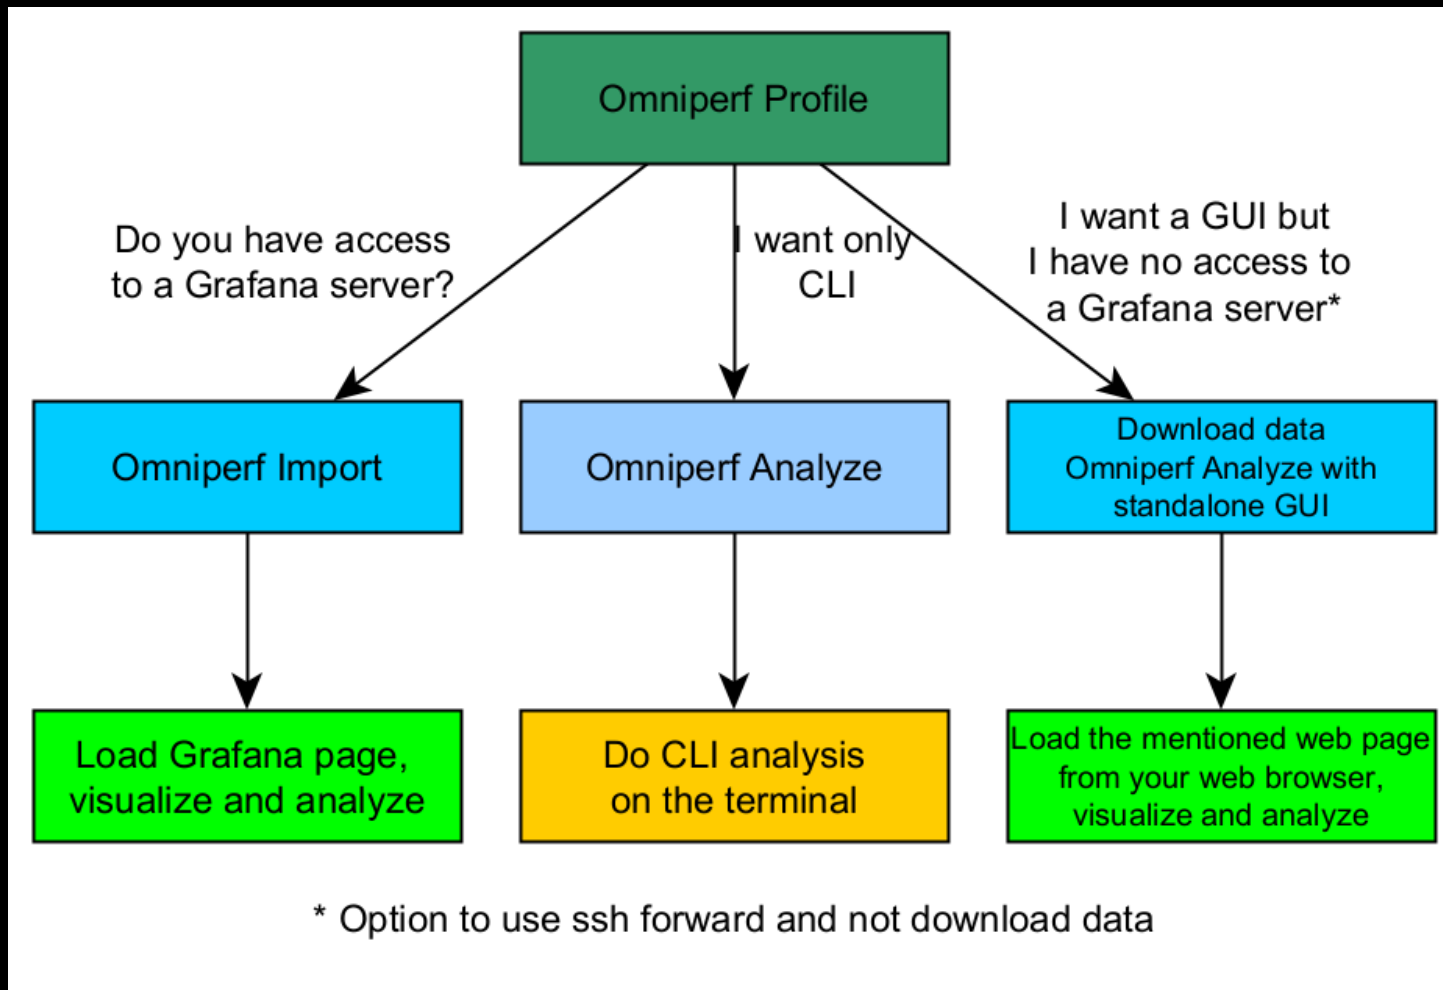 Omniperf Profile
Do you have access
to a Grafana server?
I want only
CLI
I want a GUI but
I have no access to
a Grafana server*
Omniperf Import
Omniperf Analyze
Download data
Omniperf Analyze with
standalone GUI
Load Grafana page,
visualize and analyze
Do CLI analysis
on the terminal
Load the mentioned web page
from your web browser,
visualize and analyze
* Option to use ssh forward and not download data